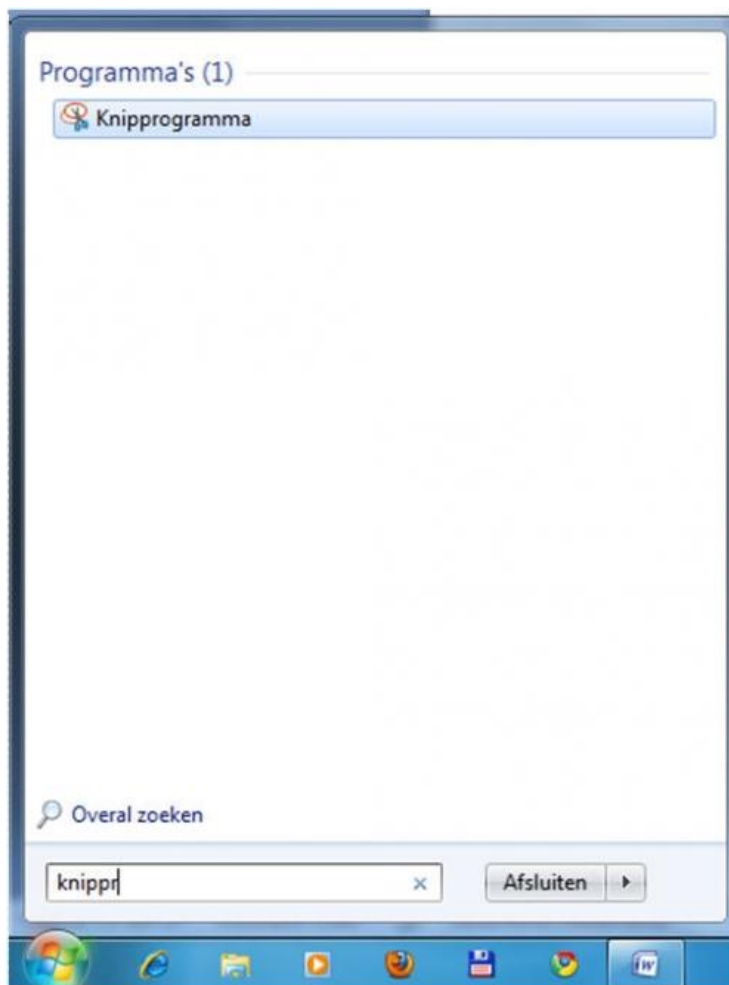 Programma's (1)
Knipprogramma
Overal zoeken
knippr
Afsluiten